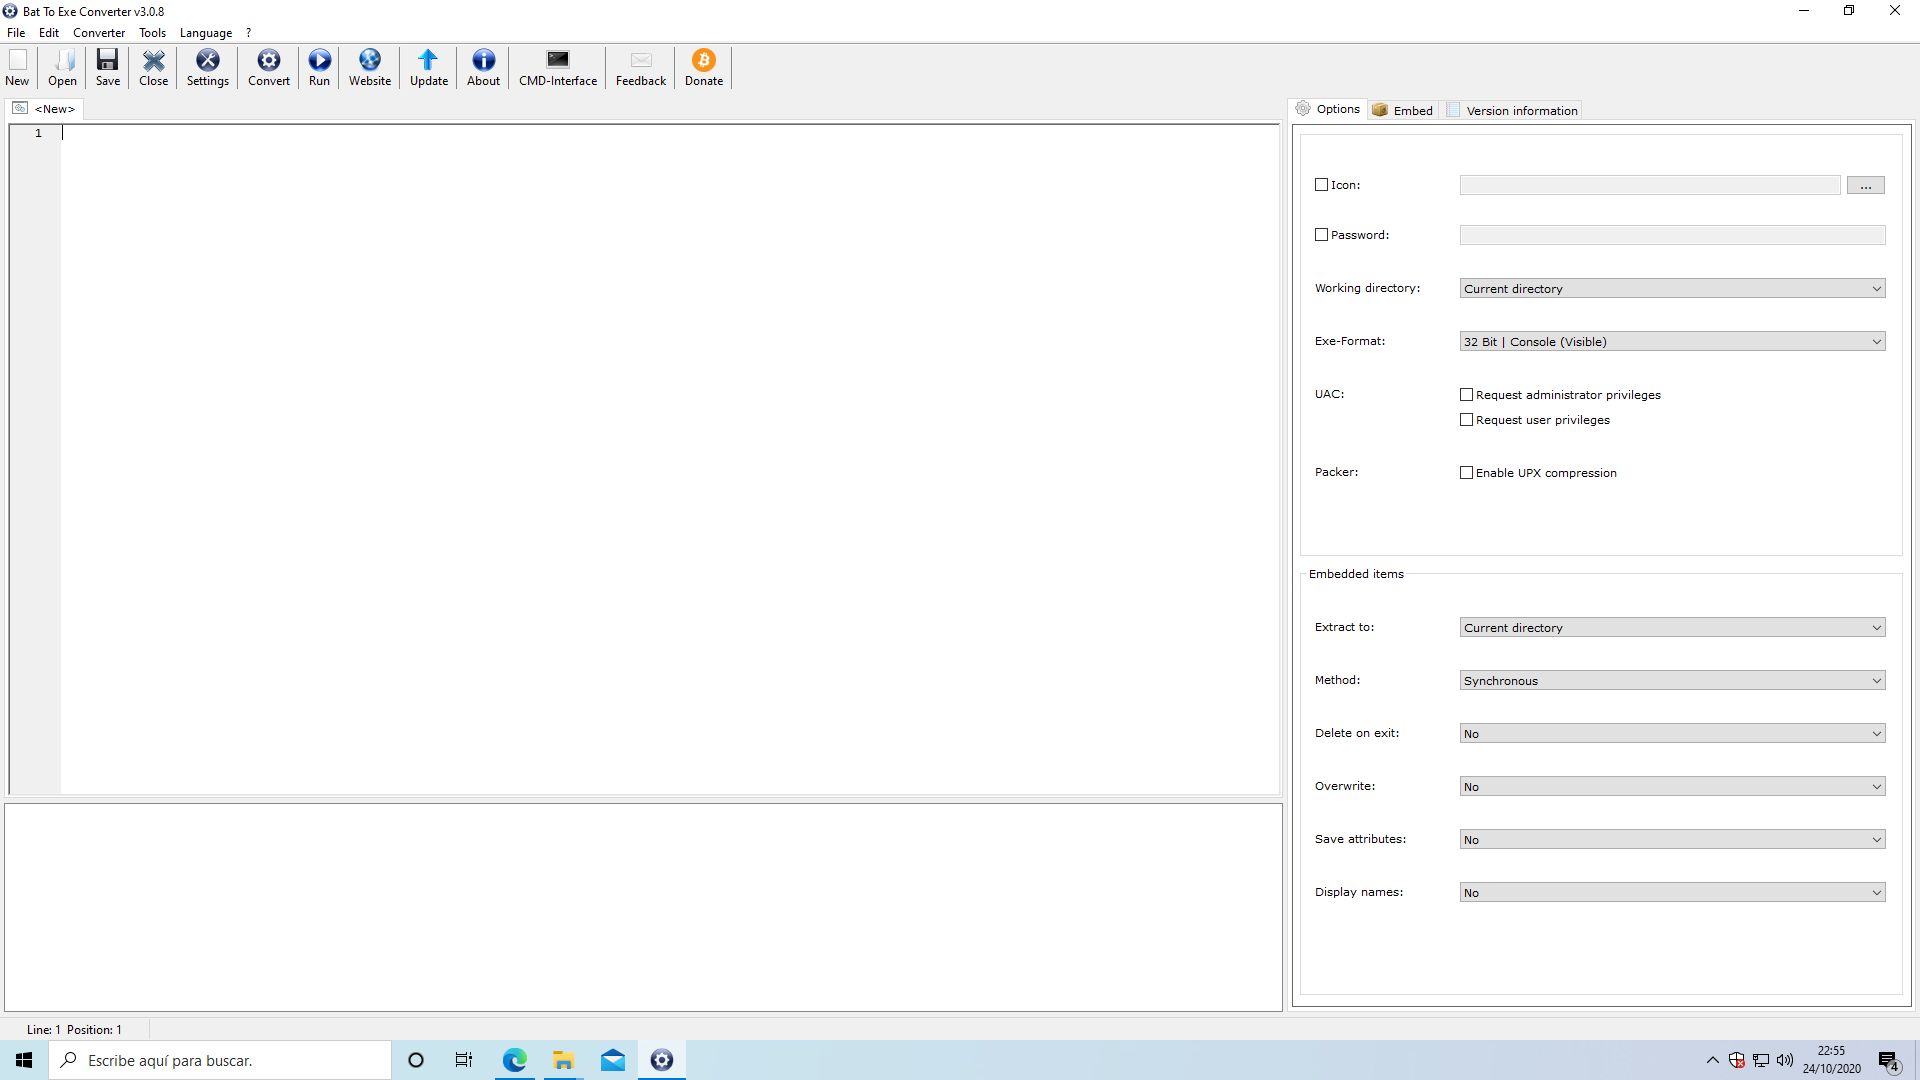 Bat To Exe Converter v3.0.8
File Edit Converter Tools Language ?
New Open Save Close Settings Convert Run Website Update About CMD-Interface Feedback Donate
<New>
Options Embed Version information
1
Icon: ...
Password:
Working directory: Current directory
Exe-Format: 32 Bit | Console (Visible)
UAC: Request administrator privileges
Request user privileges
Packer: Enable UPX compression
Embedded items
Extract to: Current directory
Method: Synchronous
Delete on exit: No
Overwrite: No
Save attributes: No
Display names: No
Line: 1 Position: 1
Escribe aquí para buscar.
22:55
24/10/2020
4